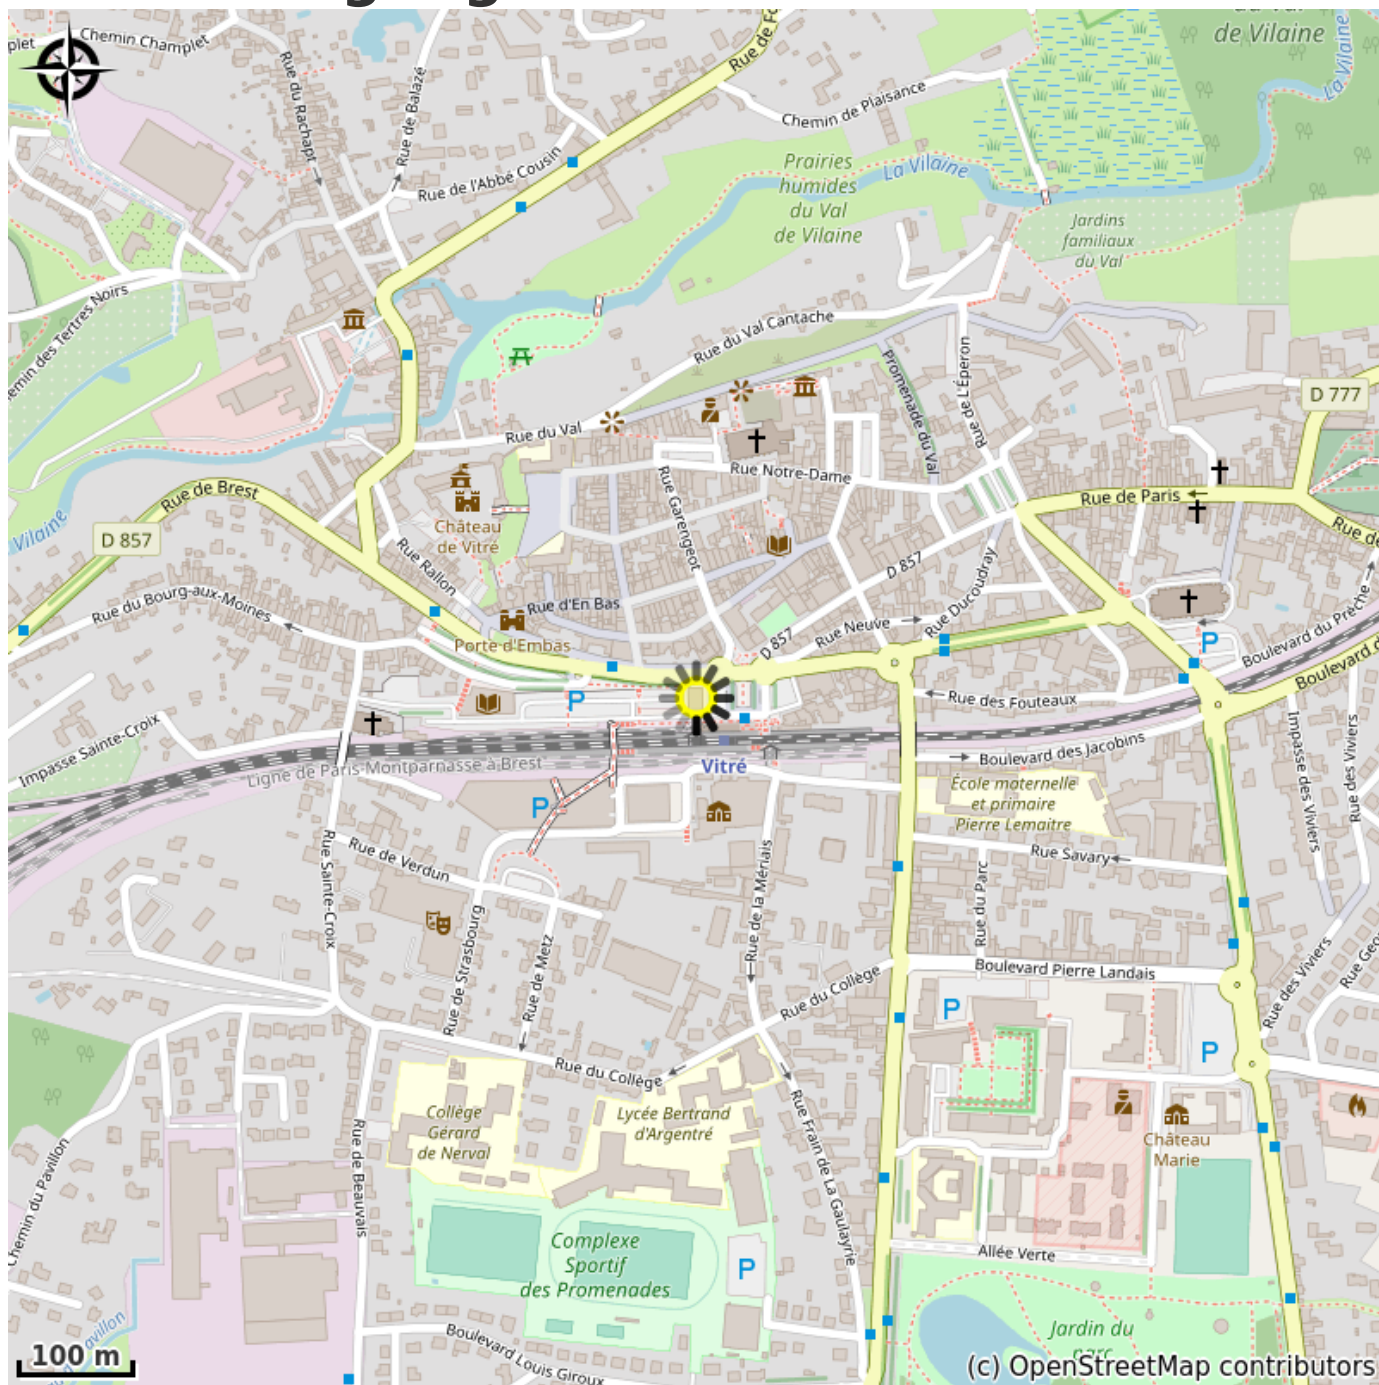 Chemin Champlet
plet
Rue du Rachapt
Rue de Balazé
Rue de l'Abbé Cousin
Rue de Fo
Chemin de Plaisance
de Vilaine
La Vilaine
La Vilaine
Prairies
humides
du Val
de Vilaine
Jardins
familiaux
du Val
emin des Tertres Noirs
Rue du Val Cantache
Promenade du Val
Rue de L'Éperon
D 777
Rue du Val
Rue Notre-Dame
Rue Garengeot
Rue de Paris
Rue de
Rue de Brest
Vilaine
D 857
Château
de Vitré
Rue Rallon
D 857
Rue Ducoudray
Rue du Bourg-aux-Moines
Rue d'En Bas
Porte d'Embas
D 857
Rue Neuve
Boulevard du Prêche
Boulevard d
P
P
Rue des Fouteaux
Impasse Sainte-Croix
Ligne de Paris-Montparnasse à Brest
Vitré
Boulevard des Jacobins
Impasse des Viviers
Rue des Viviers
P
École maternelle
et primaire
Pierre Lemaitre
Rue Sainte-Croix
Rue de Verdun
Rue Savary
Rue du Parc
Rue de la Mériais
Rue de Strasbourg
Rue de Metz
Rue du Collège
Boulevard Pierre Landais
Rue des Viviers
Rue Geo
P
P
Rue du Collège
Collège
Gérard
de Nerval
Lycée Bertrand
d'Argentré
Rue Frain de La Gaulayrie
Château
Marie
Chemin du Pavillon
Rue de Beauvais
Complexe
Sportif
des Promenades
P
Allée Verte
avillon
Boulevard Louis Giroux
Jardin du
parc
100 m
(c) OpenStreetMap contributors